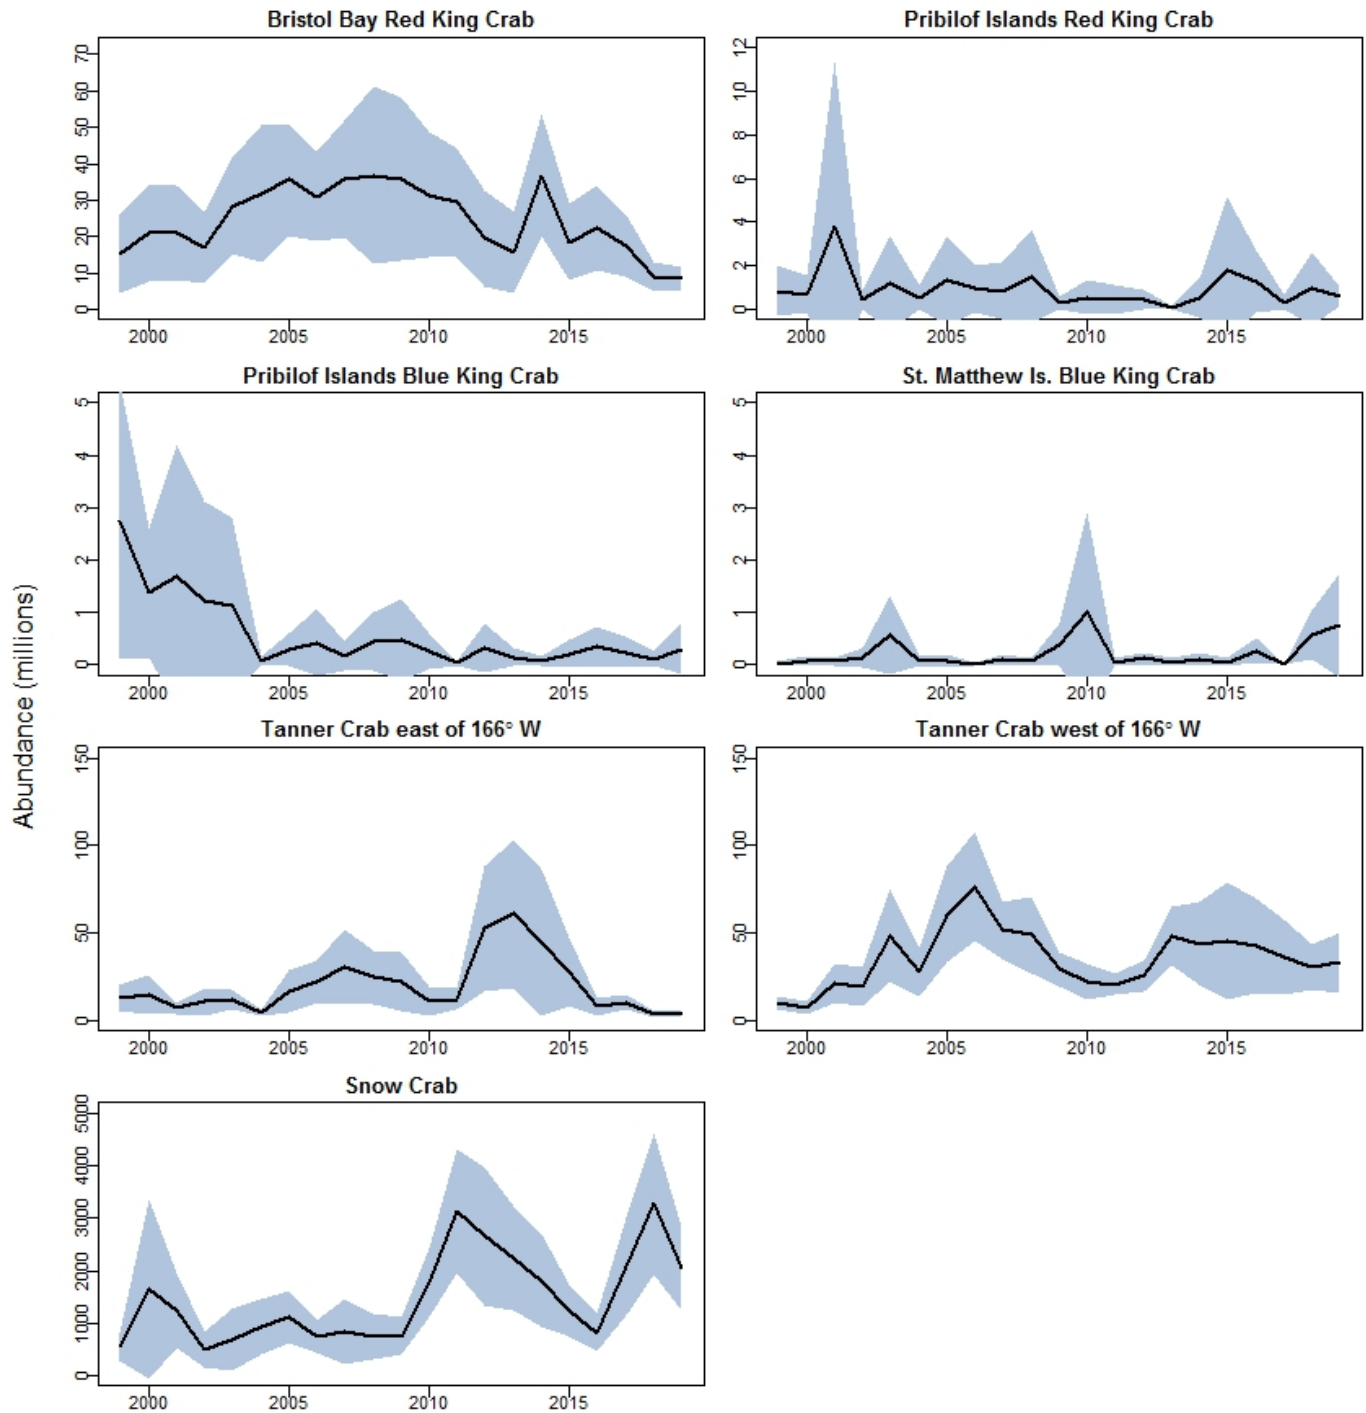 Bristol Bay Red King Crab
70
60
50
40
30
20
10
0
2000 2005 2010 2015
Pribilof Islands Red King Crab
12
10
8
6
4
2
0
2000 2005 2010 2015
Pribilof Islands Blue King Crab
5
4
3
2
1
0
2000 2005 2010 2015
St. Matthew Is. Blue King Crab
5
4
3
2
1
0
2000 2005 2010 2015
Abundance (millions)
Tanner Crab east of 166° W
150
100
50
0
2000 2005 2010 2015
Tanner Crab west of 166° W
150
100
50
0
2000 2005 2010 2015
Snow Crab
5000
4000
3000
2000
1000
0
2000 2005 2010 2015